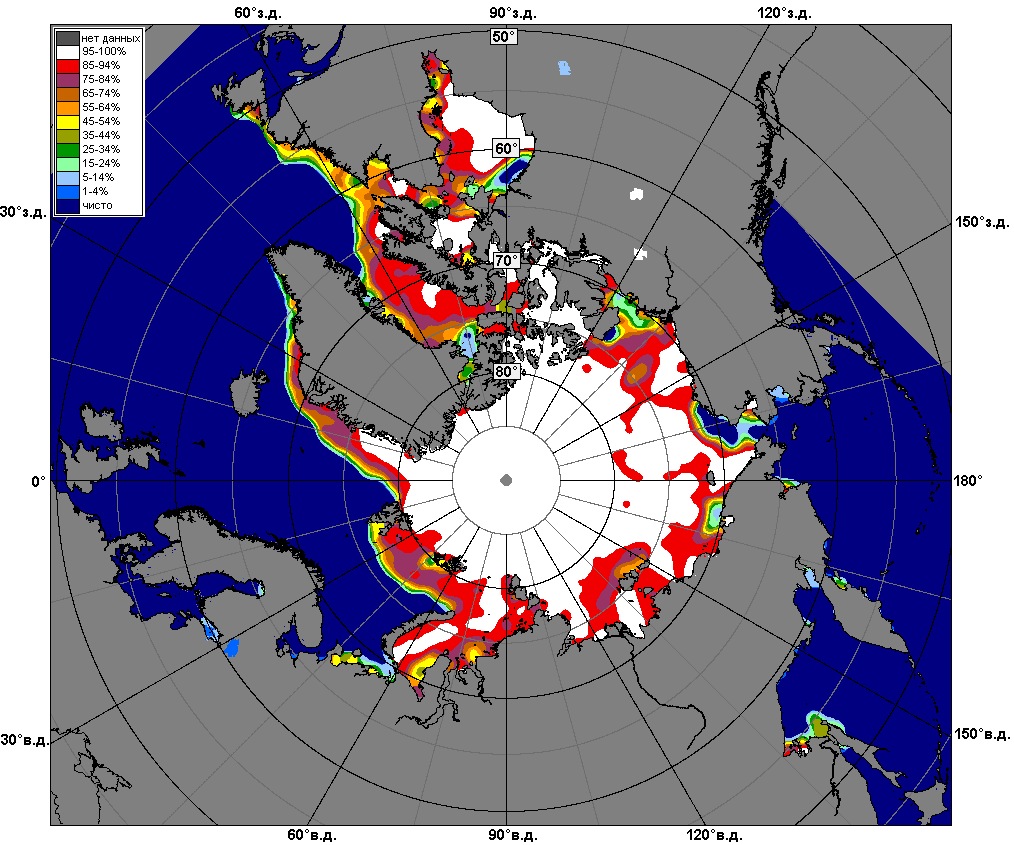 60°з.д.
90°з.д.
120°з.д.
50°
нет данных
95-100%
85-94%
75-84%
65-74%
55-64%
45-54%
35-44%
25-34%
15-24%
5-14%
1-4%
чисто
60°
30°з.д.
150°з.д.
70°
80°
0°
180°
30°в.д.
150°в.д.
60°в.д.
90°в.д.
120°в.д.